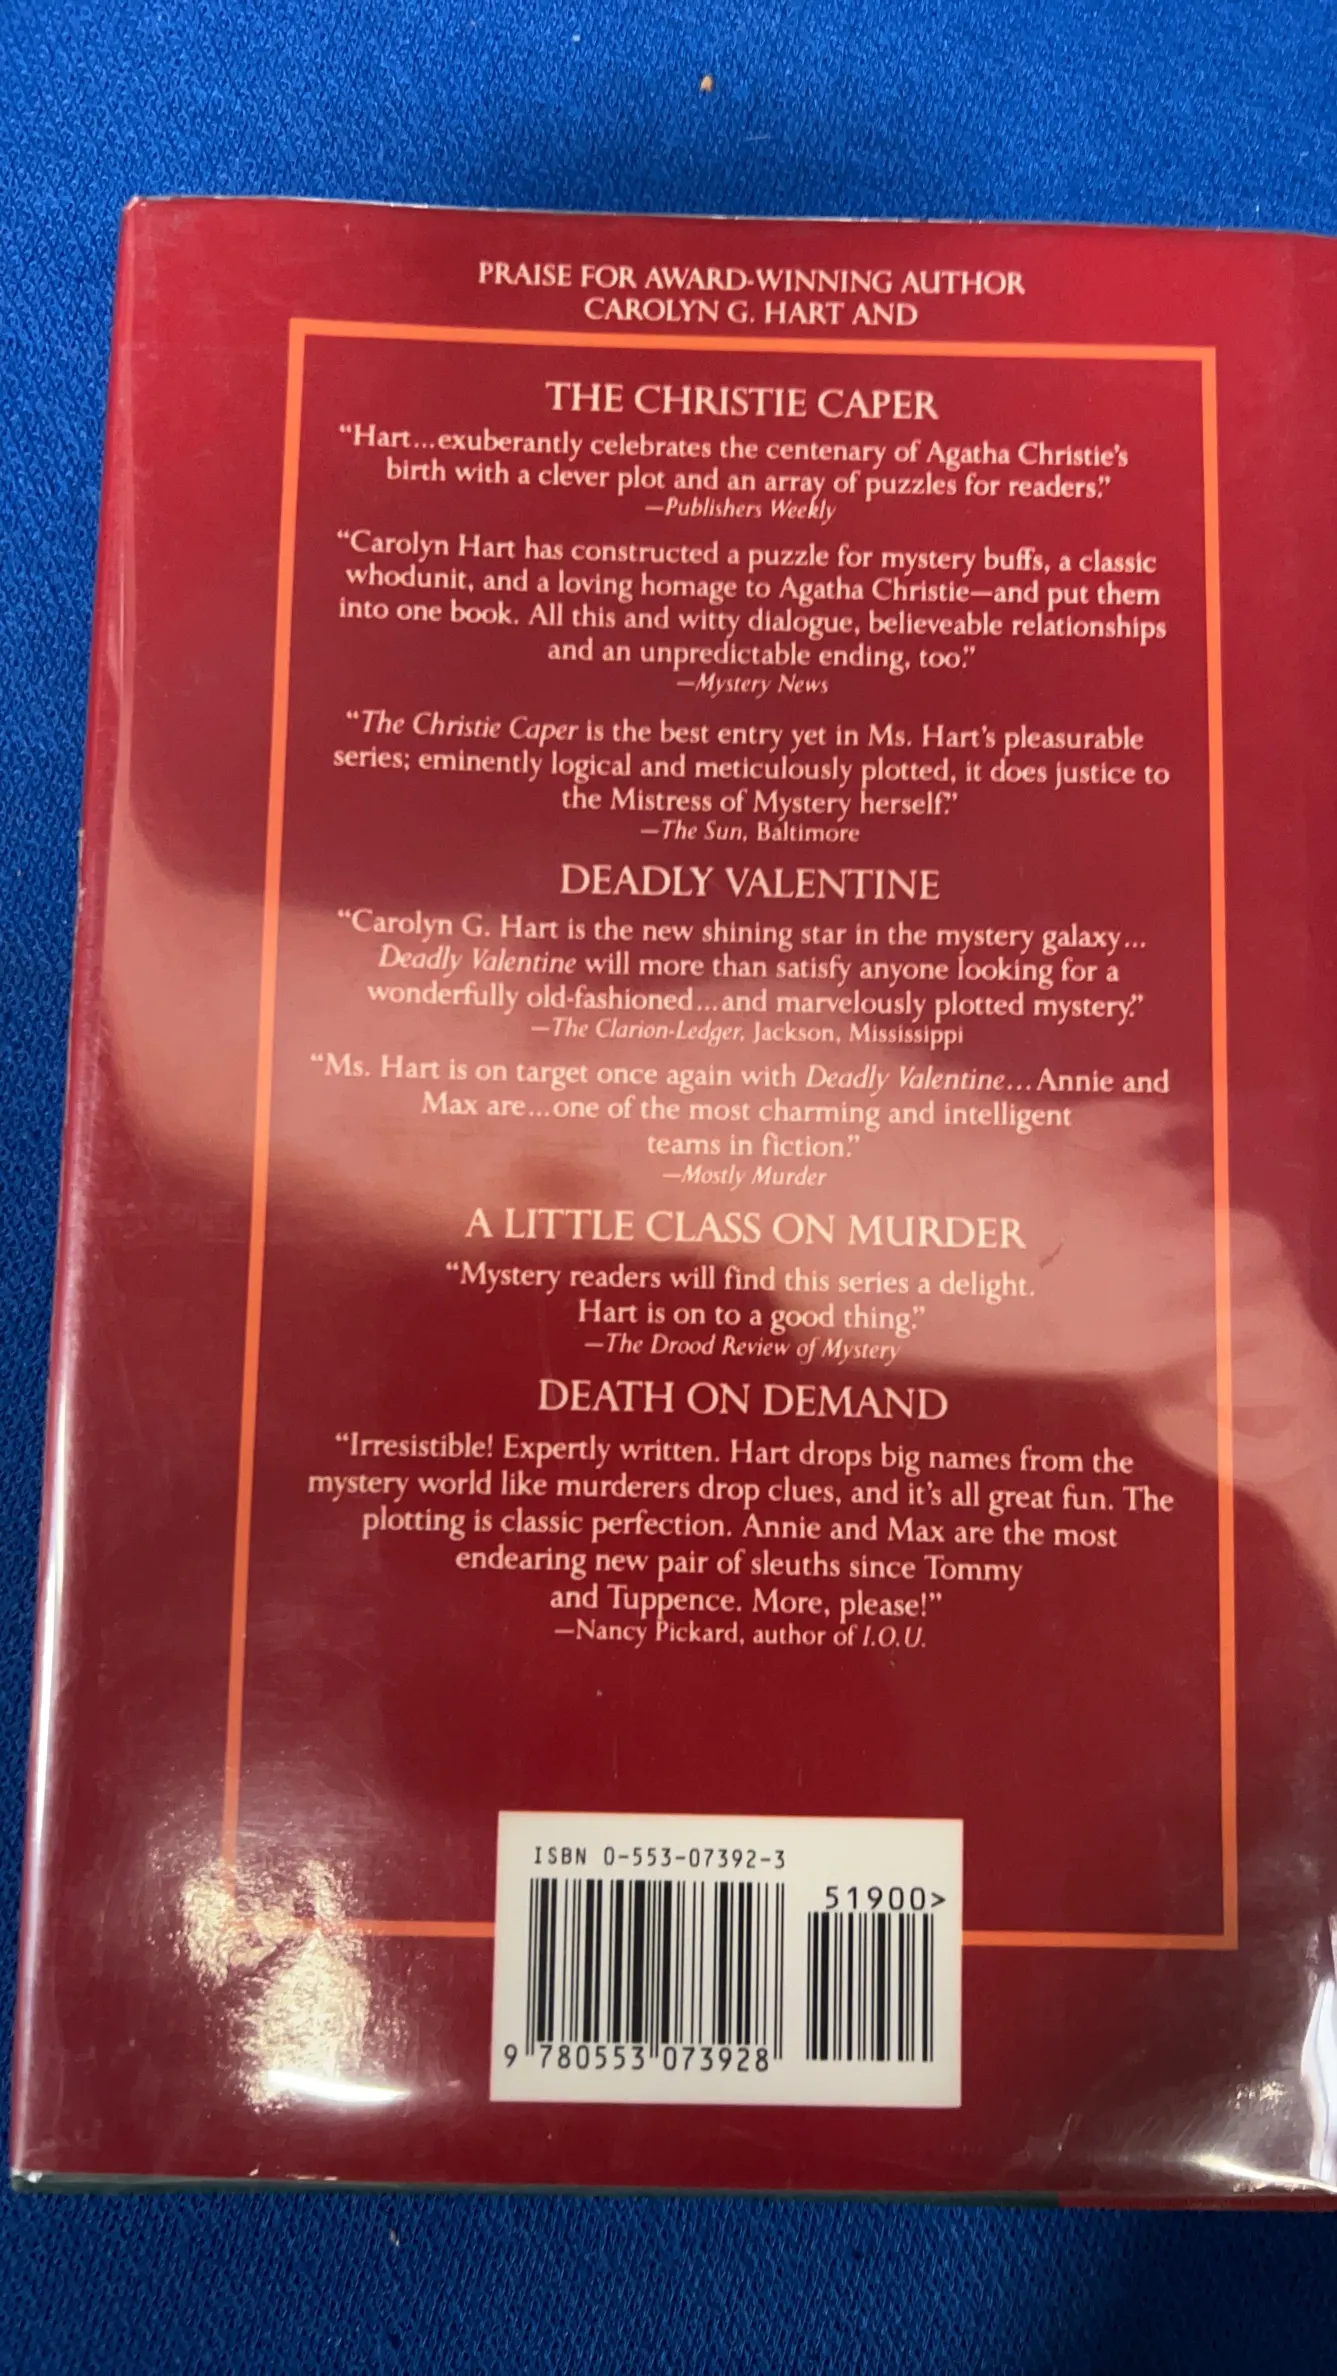 PRAISE FOR AWARD-WINNING AUTHOR
CAROLYN G. HART AND
THE CHRISTIE CAPER
“Hart...exuberantly celebrates the centenary of Agatha Christie’s
birth with a clever plot and an array of puzzles for readers.”
—Publishers Weekly
“Carolyn Hart has constructed a puzzle for mystery buffs, a classic
whodunit, and a loving homage to Agatha Christie—and put them
into one book. All this and witty dialogue, believeable relationships
and an unpredictable ending, too.”
—Mystery News
“The Christie Caper is the best entry yet in Ms. Hart’s pleasurable
series; eminently logical and meticulously plotted, it does justice to
the Mistress of Mystery herself.”
—The Sun, Baltimore
DEADLY VALENTINE
“Carolyn G. Hart is the new shining star in the mystery galaxy...
Deadly Valentine will more than satisfy anyone looking for a
wonderfully old-fashioned...and marvelously plotted mystery.”
—The Clarion-Ledger, Jackson, Mississippi
“Ms. Hart is on target once again with Deadly Valentine...Annie and
Max are...one of the most charming and intelligent
teams in fiction.”
—Mostly Murder
A LITTLE CLASS ON MURDER
“Mystery readers will find this series a delight.
Hart is on to a good thing.”
—The Drood Review of Mystery
DEATH ON DEMAND
“Irresistible! Expertly written. Hart drops big names from the
mystery world like murderers drop clues, and it’s all great fun. The
plotting is classic perfection. Annie and Max are the most
endearing new pair of sleuths since Tommy
and Tuppence. More, please!”
—Nancy Pickard, author of I.O.U.
ISBN 0-553-07392-3
51900>
9 780553 073928